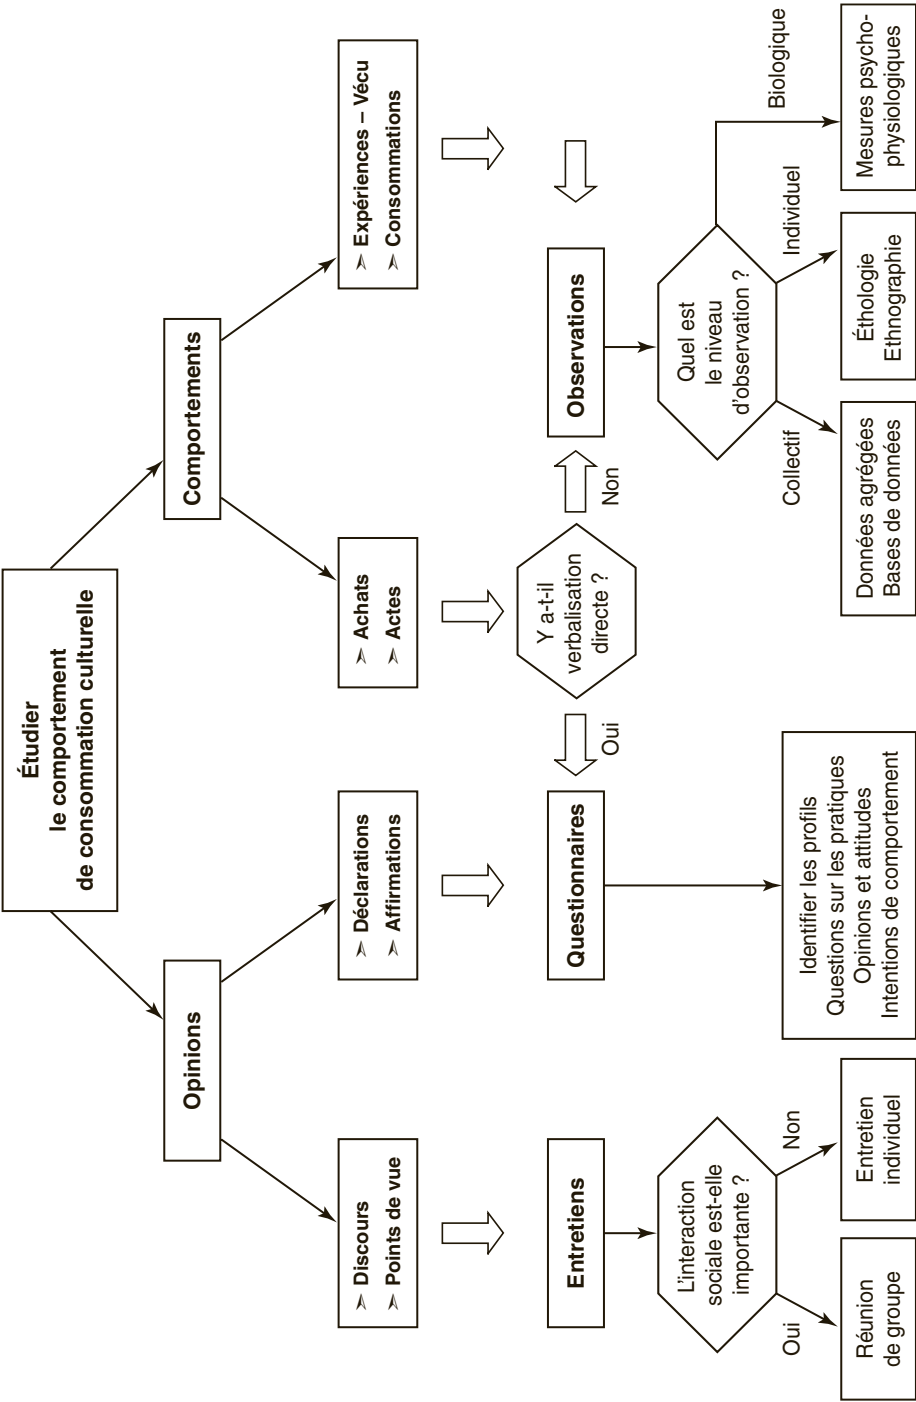 Étudier
le comportement
de consommation culturelle
Opinions
Comportements
➤ Discours
➤ Points de vue
➤ Déclarations
➤ Affirmations
➤ Achats
➤ Actes
➤ Expériences – Vécu
➤ Consommations
Y a-t-il
verbalisation
directe ?
Oui
Non
Entretiens
Questionnaires
Observations
L'interaction
sociale est-elle
importante ?
Quel est
le niveau
d'observation ?
Oui
Non
Collectif
Individuel
Biologique
Réunion
de groupe
Entretien
individuel
Identifier les profils
Questions sur les pratiques
Opinions et attitudes
Intentions de comportement
Données agrégées
Bases de données
Éthologie
Ethnographie
Mesures psycho-
physiologiques